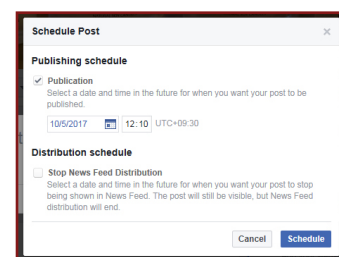 Schedule Post
Publishing schedule
Publication
Select a date and time in the future for when you want your post to be
published.
10/5/2017 12:10 UTC+09:30
Distribution schedule
Stop News Feed Distribution
Select a date and time in the future for when you want your post to stop
being shown in News Feed. The post will still be visible, but News Feed
distribution will end.
Cancel Schedule